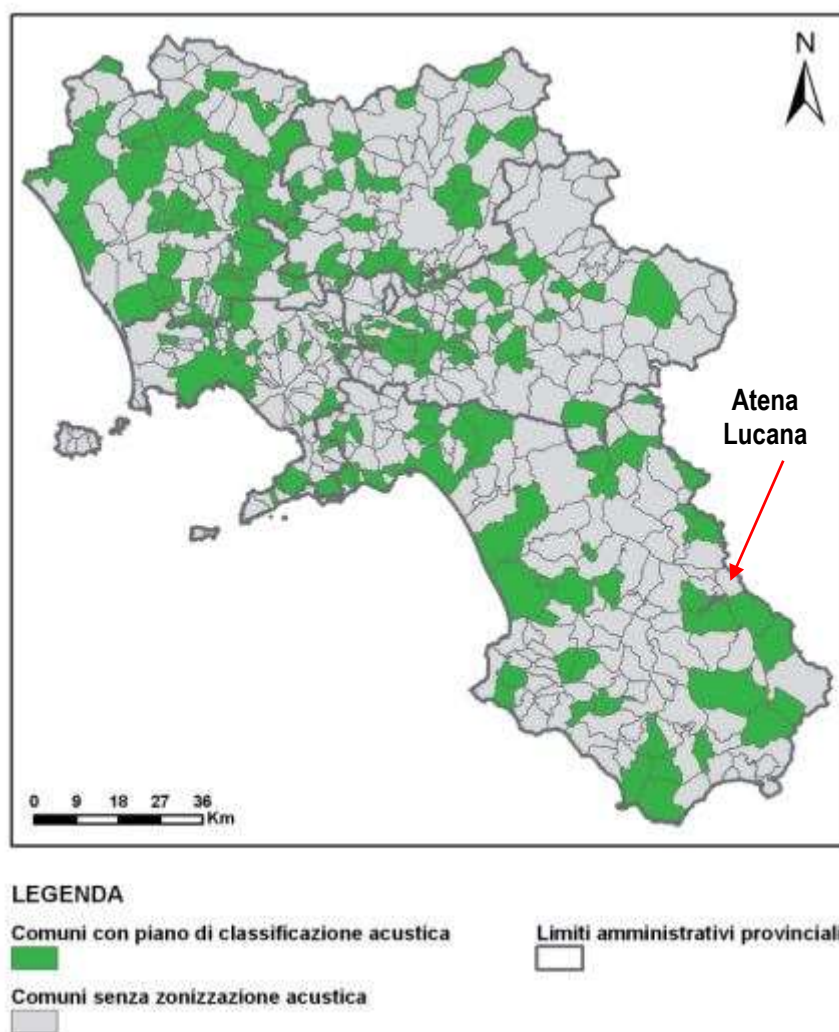 N
Atena
Lucana
0 9 18 27 36
Km
LEGENDA
Comuni con piano di classificazione acustica
Limiti amministrativi provinciali
Comuni senza zonizzazione acustica